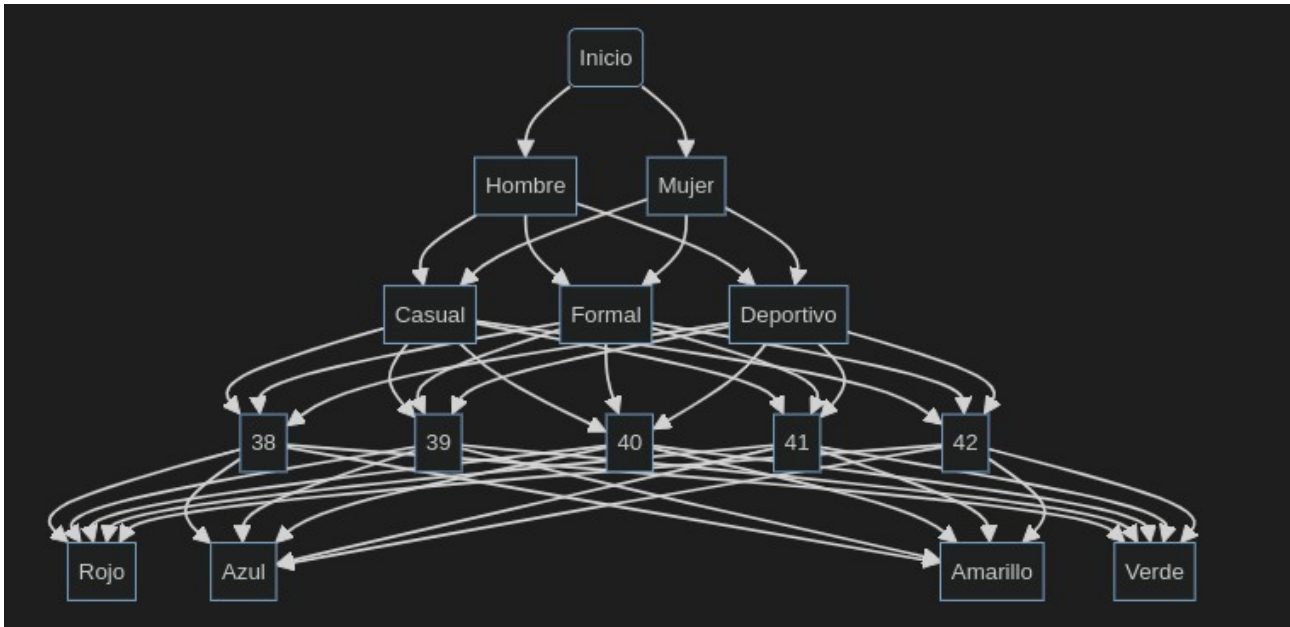 Inicio
Hombre
Mujer
Casual
Formal
Deportivo
38
39
40
41
42
Rojo
Azul
Amarillo
Verde